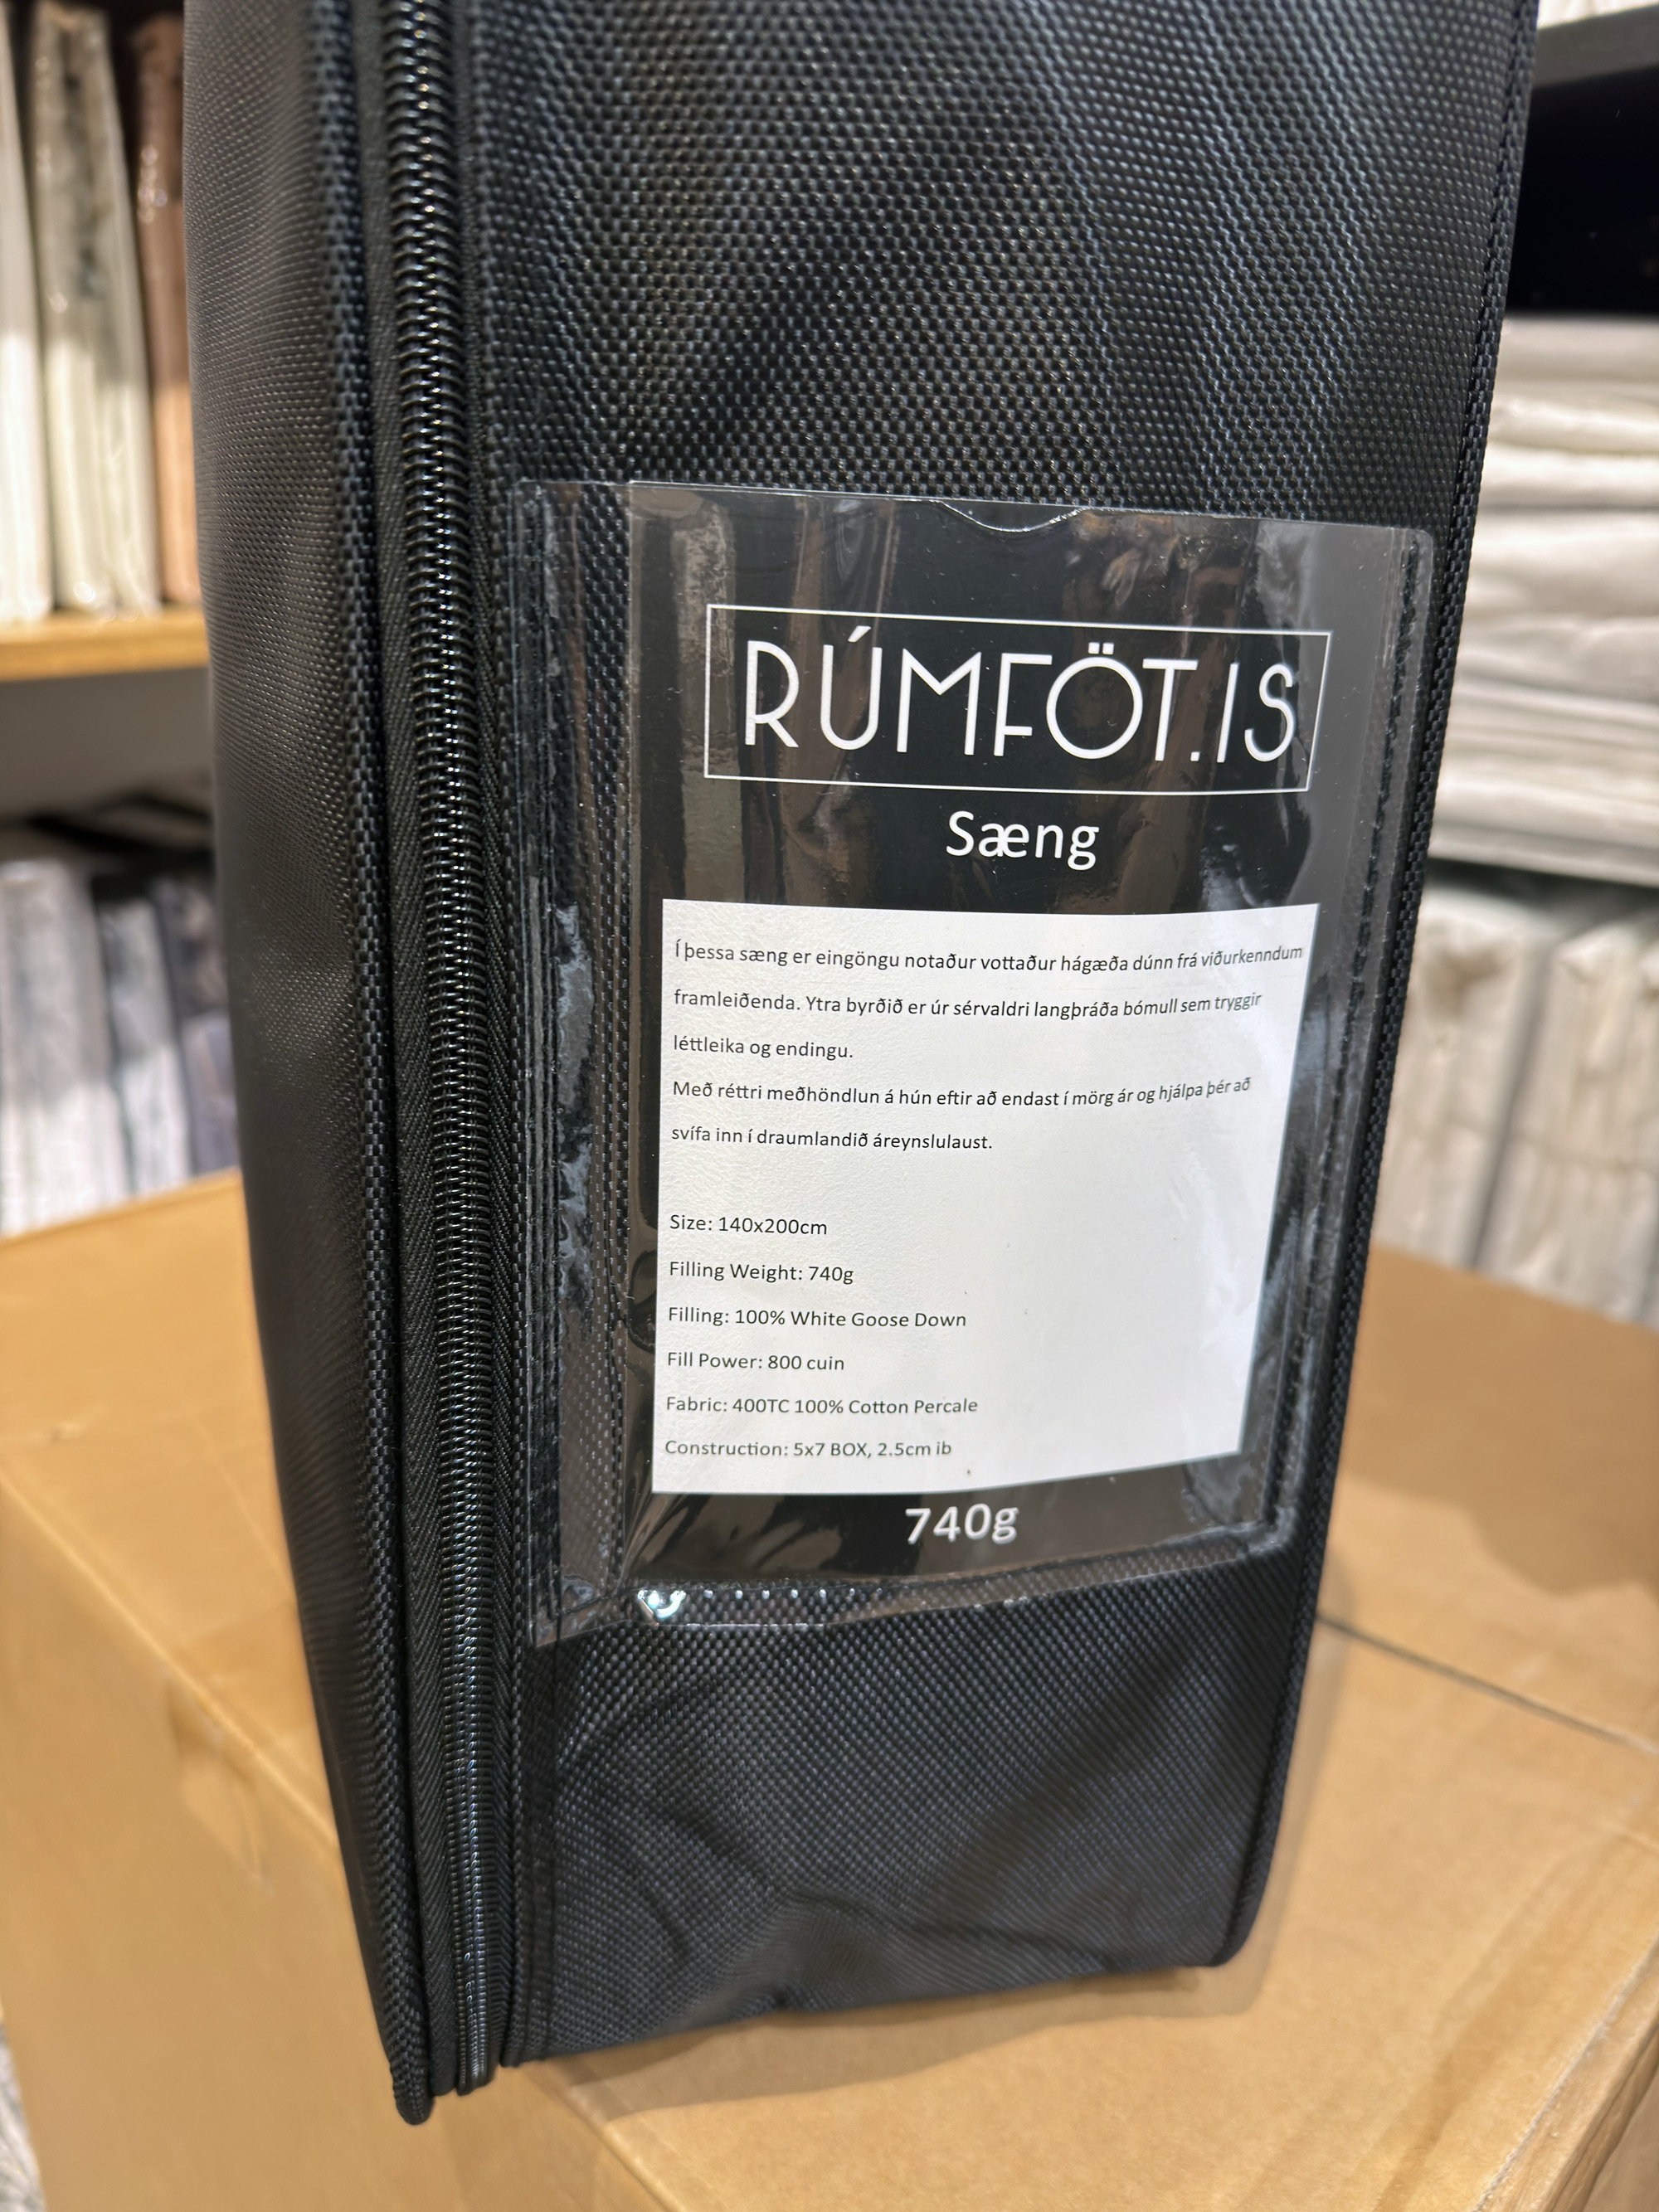 RÚMFÖT.IS
Sæng
Í þessa sæng er eingöngu notaður vottaður hágæða dúnn frá viðurkenndum
framleiðenda. Ytra byrðið er úr sérvaldri langþráða bómull sem tryggir
léttleika og endingu.
Með réttri meðhöndlun á hún eftir að endast í mörg ár og hjálpa þér að
svífa inn í draumlandið áreynslulaust.
Size: 140x200cm
Filling Weight: 740g
Filling: 100% White Goose Down
Fill Power: 800 cuin
Fabric: 400TC 100% Cotton Percale
Construction: 5x7 BOX, 2.5cm ib
740g